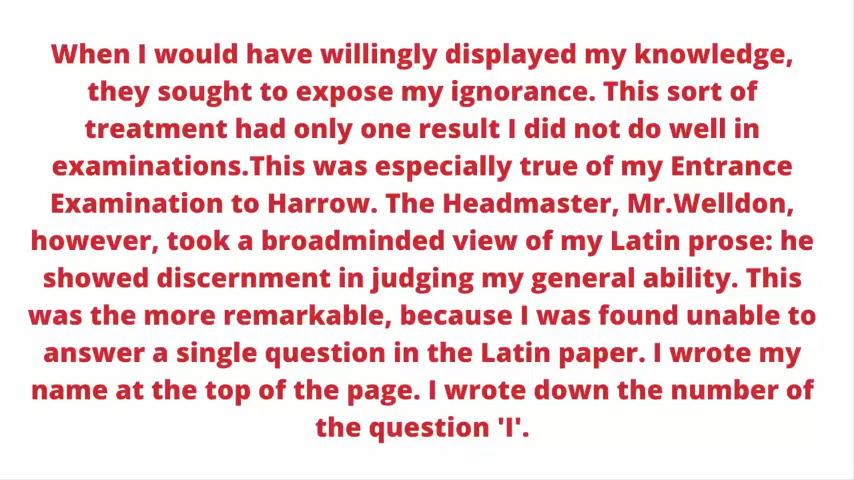 When I would have willingly displayed my knowledge,
they sought to expose my ignorance. This sort of
treatment had only one result I did not do well in
examinations.This was especially true of my Entrance
Examination to Harrow. The Headmaster, Mr.Welldon,
however, took a broadminded view of my Latin prose: he
showed discernment in judging my general ability. This
was the more remarkable, because I was found unable to
answer a single question in the Latin paper. I wrote my
name at the top of the page. I wrote down the number of
the question 'I'.